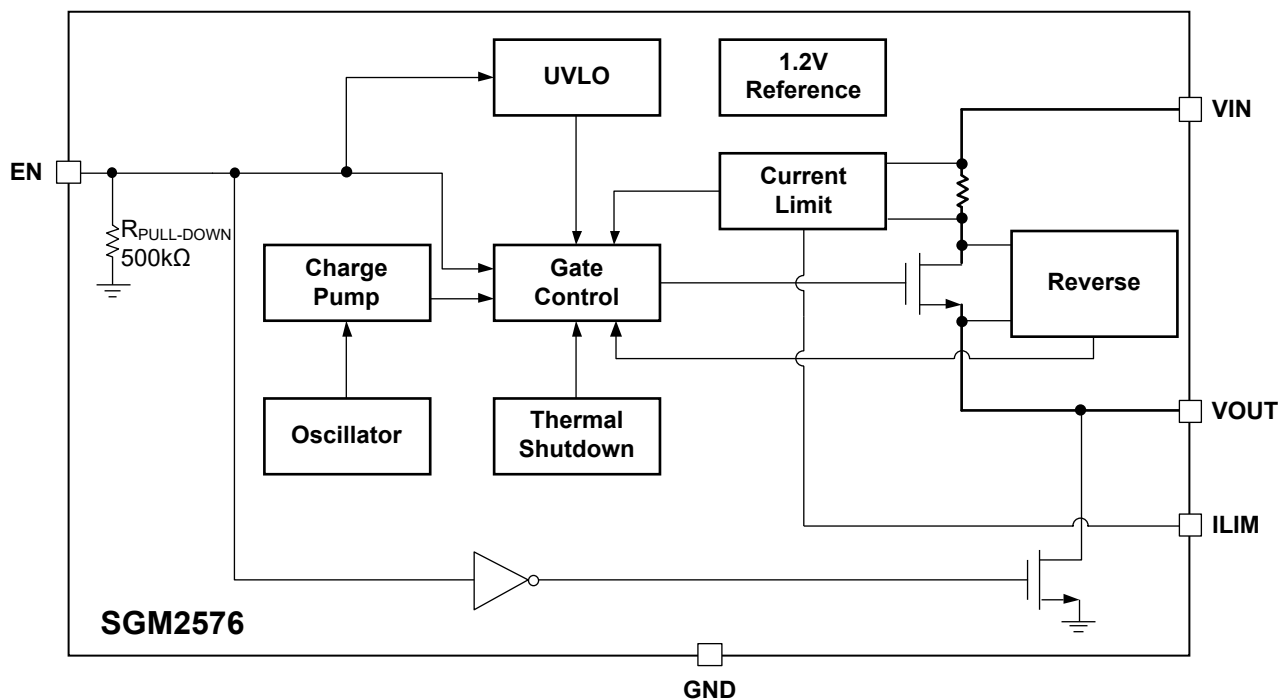 UVLO
1.2V
Reference
VIN
EN
Current
Limit
RPULL-DOWN
500kΩ
Charge
Pump
Gate
Control
Reverse
Oscillator
Thermal
Shutdown
VOUT
ILIM
SGM2576
GND